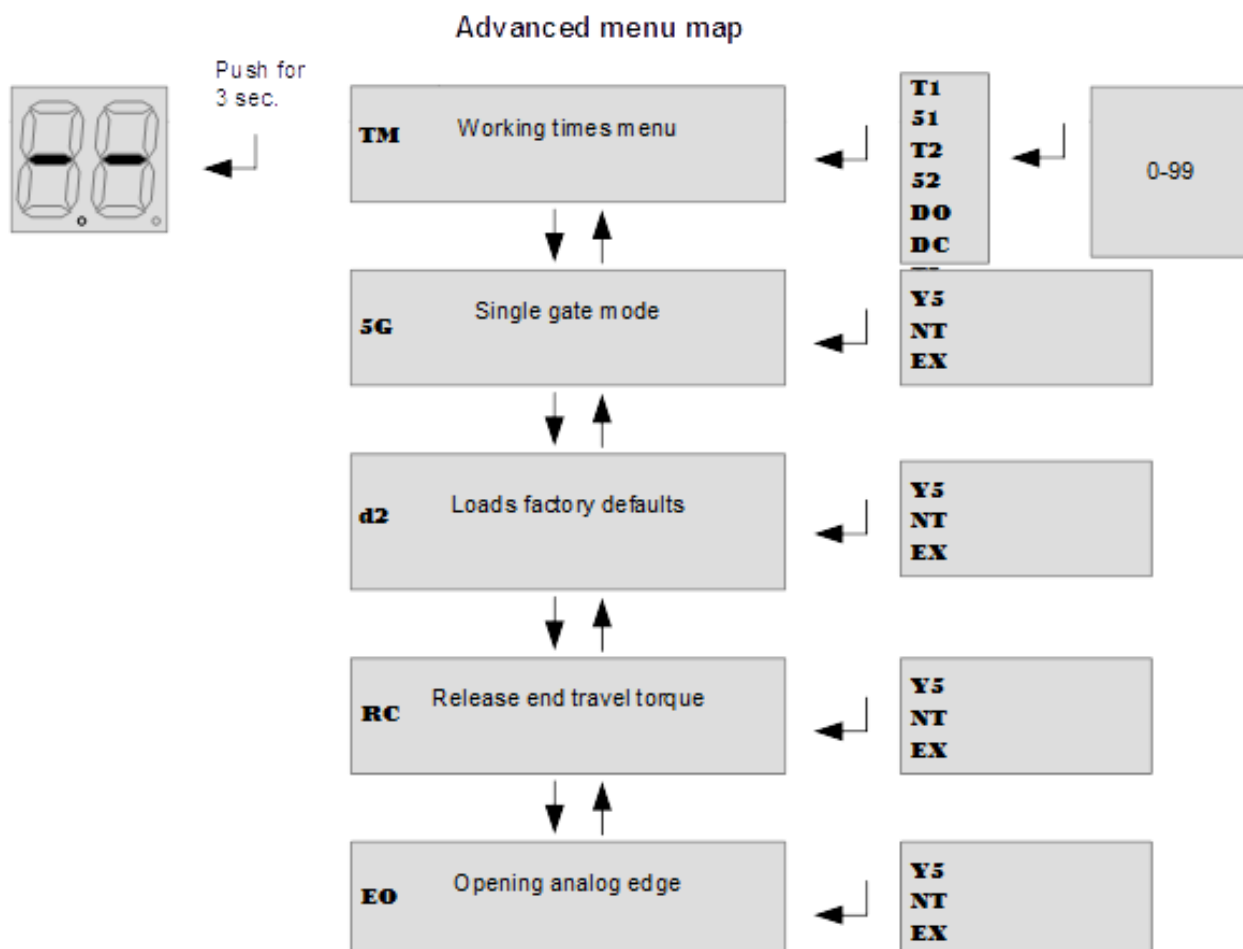 Advanced menu map
Push for
3 sec.
TM
Working times menu
T1
51
T2
52
DO
DC
0-99
5G
Single gate mode
Y5
NT
EX
d2
Loads factory defaults
Y5
NT
EX
RC
Release end travel torque
Y5
NT
EX
EO
Opening analog edge
Y5
NT
EX